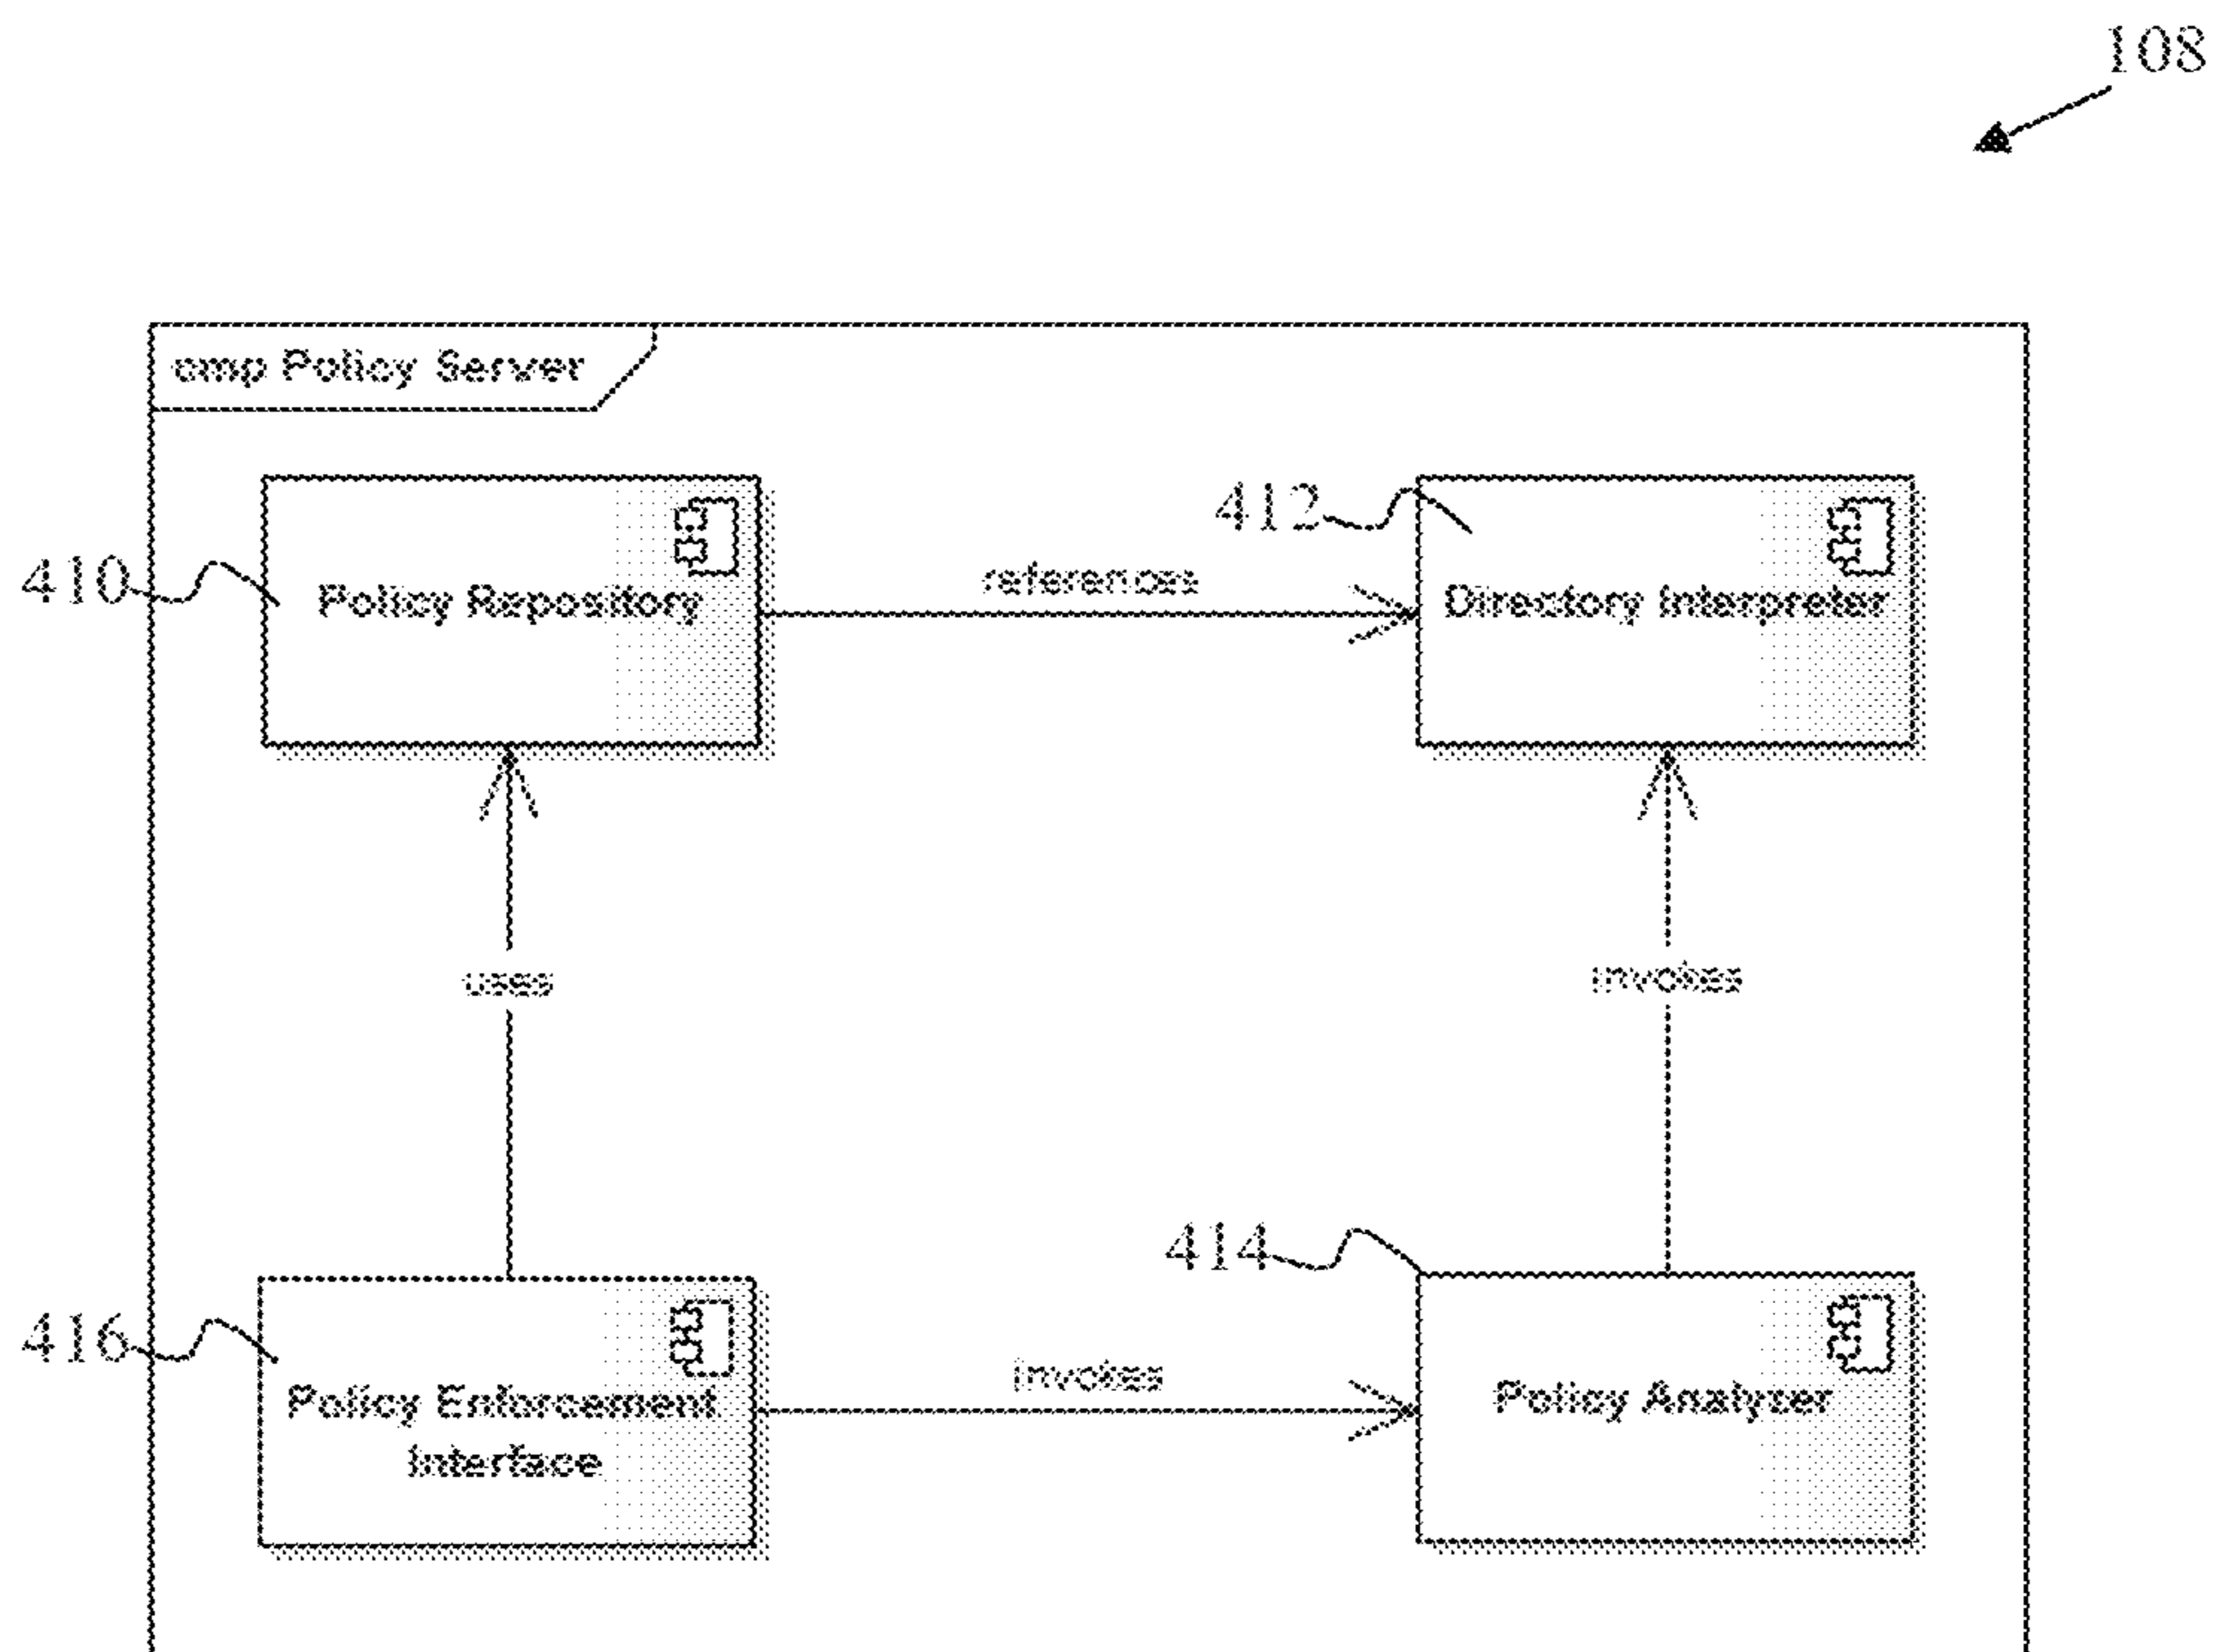 108
cmp Policy Server
410
Policy Repository
references
412
Directory Interpreter
uses
invokes
416
Policy Enforcement
Interface
invokes
414
Policy Analyzer